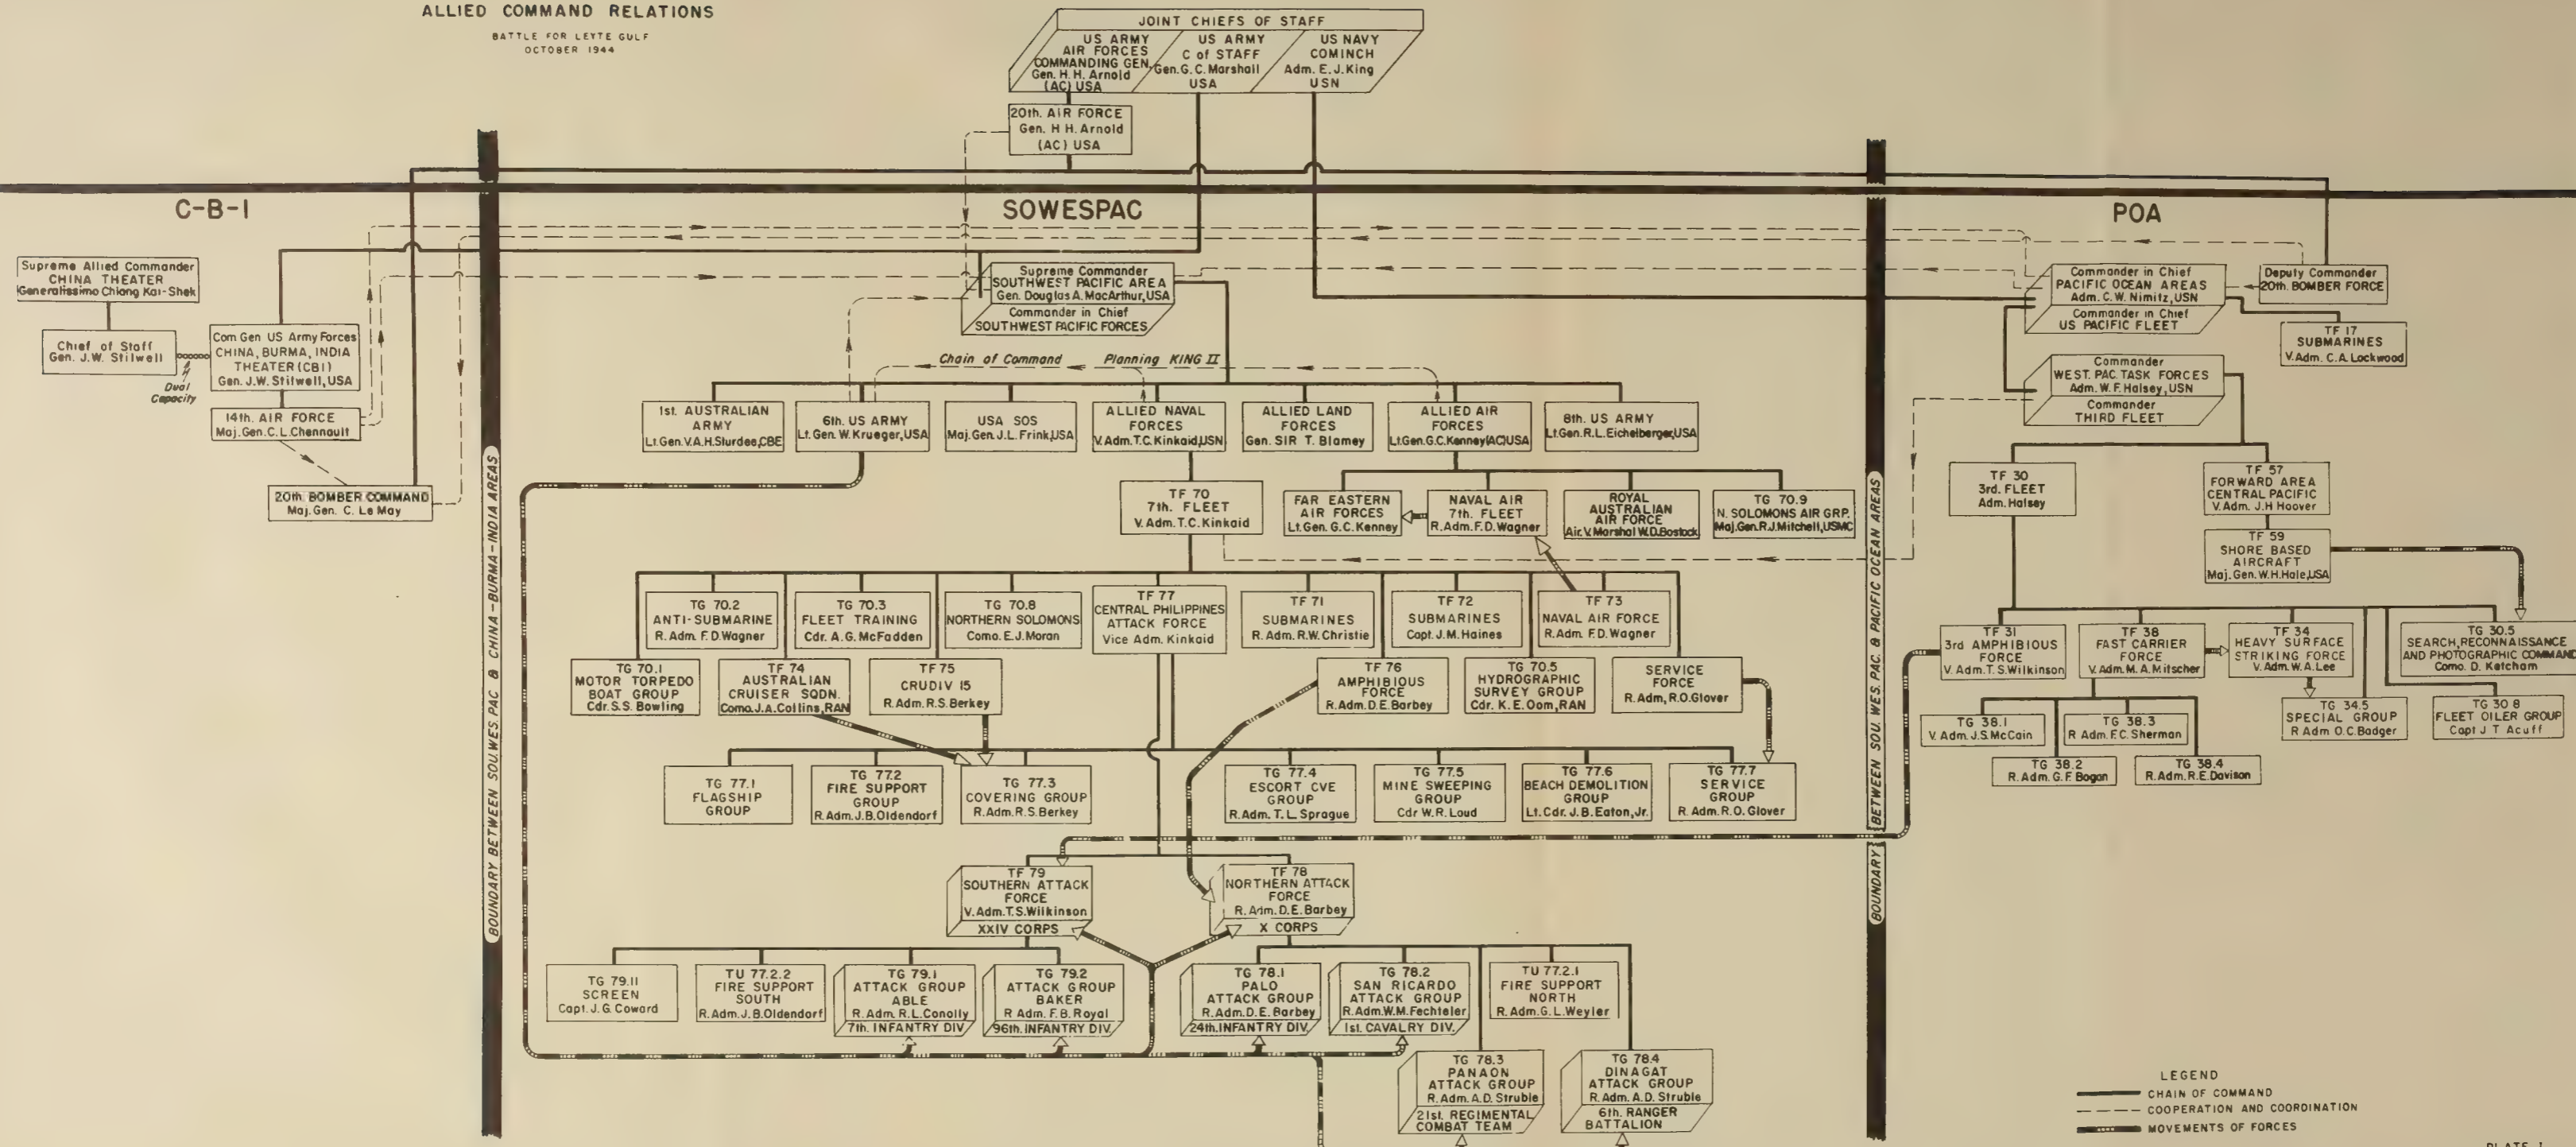 ALLIED COMMAND RELATIONS
BATTLE FOR LEYTE GULF
OCTOBER 1944
JOINT CHIEFS OF STAFF
US ARMY
AIR FORCES
COMMANDING GEN.
Gen. H. H. Arnold
(AC) USA
US ARMY
C of STAFF
Gen. G. C. Marshall
USA
US NAVY
COMINCH
Adm. E. J. King
USN
20th. AIR FORCE
Gen. H H. Arnold
(AC) USA
C-B-I
SOWESPAC
POA
Supreme Allied Commander
CHINA THEATER
Generalissimo Chiang Kai-Shek
Chief of Staff
Gen. J.W. Stilwell
Dual
Capacity
Com Gen US Army Forces
CHINA, BURMA, INDIA
THEATER (CBI)
Gen. J.W. Stilwell, USA
14th. AIR FORCE
Maj. Gen. C.L. Chennault
20th. BOMBER COMMAND
Maj. Gen. C. Le May
BOUNDARY BETWEEN SOU. WES. PAC & CHINA-BURMA-INDIA AREAS
Supreme Commander
SOUTHWEST PACIFIC AREA
Gen. Douglas A. MacArthur, USA
Commander in Chief
SOUTHWEST PACIFIC FORCES
Chain of Command Planning KING II
1st. AUSTRALIAN
ARMY
Lt. Gen. V.A.H. Sturdee, CBE
6th. US ARMY
Lt. Gen. W. Krueger, USA
USA SOS
Maj. Gen. J.L. Frink, USA
ALLIED NAVAL
FORCES
V. Adm. T.C. Kinkaid, USN
ALLIED LAND
FORCES
Gen. SIR T. Blamey
ALLIED AIR
FORCES
Lt. Gen. G.C. Kenney (AC) USA
8th. US ARMY
Lt. Gen. R.L. Eichelberger, USA
TF 70
7th. FLEET
V. Adm. T.C. Kinkaid
FAR EASTERN
AIR FORCES
Lt. Gen. G.C. Kenney
NAVAL AIR
7th. FLEET
R. Adm. F.D. Wagner
ROYAL
AUSTRALIAN
AIR FORCE
Air. V. Marshal W.D. Bostock
TG 70.9
N. SOLOMONS AIR GRP.
Maj. Gen. R.J. Mitchell, USMC
TG 70.2
ANTI-SUBMARINE
R. Adm. F.D. Wagner
TG 70.3
FLEET TRAINING
Cdr. A.G. McFadden
TG 70.8
NORTHERN SOLOMONS
Como. E.J. Moran
TF 77
CENTRAL PHILIPPINES
ATTACK FORCE
Vice Adm. Kinkaid
TF 71
SUBMARINES
R. Adm. R.W. Christie
TF 72
SUBMARINES
Capt. J.M. Haines
TF 73
NAVAL AIR FORCE
R. Adm. F.D. Wagner
TG 70.1
MOTOR TORPEDO
BOAT GROUP
Cdr. S.S. Bowling
TF 74
AUSTRALIAN
CRUISER SQDN.
Como. J.A. Collins, RAN
TF 75
CRUDIV 15
R. Adm. R.S. Berkey
TF 76
AMPHIBIOUS
FORCE
R. Adm. D.E. Barbey
TG 70.5
HYDROGRAPHIC
SURVEY GROUP
Cdr. K. E. Oom, RAN
SERVICE
FORCE
R. Adm. R.O. Glover
TG 77.1
FLAGSHIP
GROUP
TG 77.2
FIRE SUPPORT
GROUP
R. Adm. J.B. Oldendorf
TG 77.3
COVERING GROUP
R. Adm. R.S. Berkey
TG 77.4
ESCORT CVE
GROUP
R. Adm. T. L. Sprague
TG 77.5
MINE SWEEPING
GROUP
Cdr W.R. Loud
TG 77.6
BEACH DEMOLITION
GROUP
Lt. Cdr. J.B. Eaton, Jr.
TG 77.7
SERVICE
GROUP
R. Adm. R.O. Glover
TF 79
SOUTHERN ATTACK
FORCE
V. Adm. T.S. Wilkinson
XXIV CORPS
TF 78
NORTHERN ATTACK
FORCE
R. Adm. D.E. Barbey
X CORPS
TG 79.11
SCREEN
Capt. J.G. Coward
TU 77.2.2
FIRE SUPPORT
SOUTH
R. Adm. J.B. Oldendorf
TG 79.1
ATTACK GROUP
ABLE
R. Adm. R.L. Conolly
7th. INFANTRY DIV.
TG 79.2
ATTACK GROUP
BAKER
R Adm. F.B. Royal
96th. INFANTRY DIV.
TG 78.1
PALO
ATTACK GROUP
R. Adm. D.E. Barbey
24th. INFANTRY DIV.
TG 78.2
SAN RICARDO
ATTACK GROUP
R. Adm. W.M. Fechteler
1st. CAVALRY DIV.
TU 77.2.1
FIRE SUPPORT
NORTH
R. Adm. G.L. Weyler
TG 78.3
PANAON
ATTACK GROUP
R. Adm. A.D. Struble
21st. REGIMENTAL
COMBAT TEAM
TG 78.4
DINAGAT
ATTACK GROUP
R. Adm. A.D. Struble
6th. RANGER
BATTALION
BOUNDARY BETWEEN SOU. WES. PAC. & PACIFIC OCEAN AREAS
BOUNDARY
Commander in Chief
PACIFIC OCEAN AREAS
Adm. C.W. Nimitz, USN
Commander in Chief
US PACIFIC FLEET
Deputy Commander
20th. BOMBER FORCE
TF 17
SUBMARINES
V. Adm. C.A. Lockwood
Commander
WEST. PAC. TASK FORCES
Adm. W.F. Halsey, USN
Commander
THIRD FLEET
TF 30
3rd. FLEET
Adm. Halsey
TF 57
FORWARD AREA
CENTRAL PACIFIC
V. Adm. J.H Hoover
TF 59
SHORE BASED
AIRCRAFT
Maj. Gen. W.H. Hale, USA
TF 31
3rd AMPHIBIOUS
FORCE
V. Adm. T.S. Wilkinson
TF 38
FAST CARRIER
FORCE
V. Adm. M.A. Mitscher
TF 34
HEAVY SURFACE
STRIKING FORCE
V. Adm. W.A. Lee
TG 30.5
SEARCH, RECONNAISSANCE
AND PHOTOGRAPHIC COMMAND
Como. D. Ketcham
TG 38.1
V. Adm. J.S. McCain
TG 38.3
R Adm. F.C. Sherman
TG 34.5
SPECIAL GROUP
R Adm O.C. Badger
TG 30 8
FLEET OILER GROUP
Capt J T Acuff
TG 38.2
R. Adm. G. F. Bogan
TG 38.4
R. Adm. R.E. Davison
LEGEND
CHAIN OF COMMAND
COOPERATION AND COORDINATION
MOVEMENTS OF FORCES
PLATE I